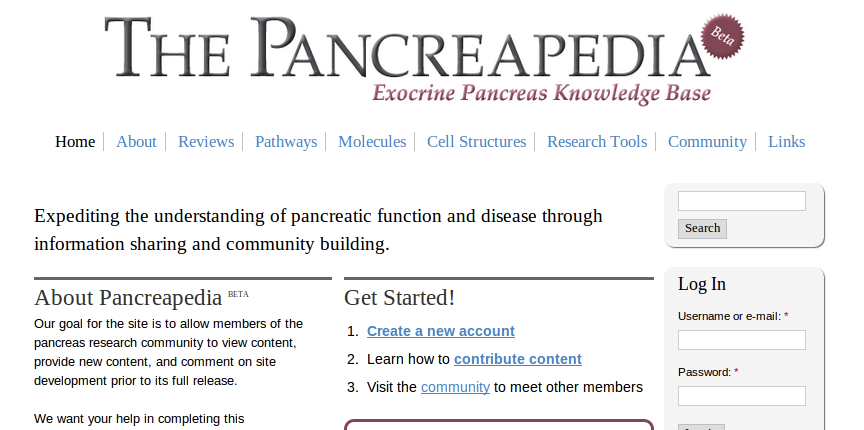 The Pancreapedia Beta
Exocrine Pancreas Knowledge Base
Home About Reviews Pathways Molecules Cell Structures Research Tools Community Links
Expediting the understanding of pancreatic function and disease through
information sharing and community building.
Search
About Pancreapedia BETA
Our goal for the site is to allow members of the
pancreas research community to view content,
provide new content, and comment on site
development prior to its full release.
We want your help in completing this
Get Started!
1. Create a new account
2. Learn how to contribute content
3. Visit the community to meet other members
Log In
Username or e-mail: *
Password: *